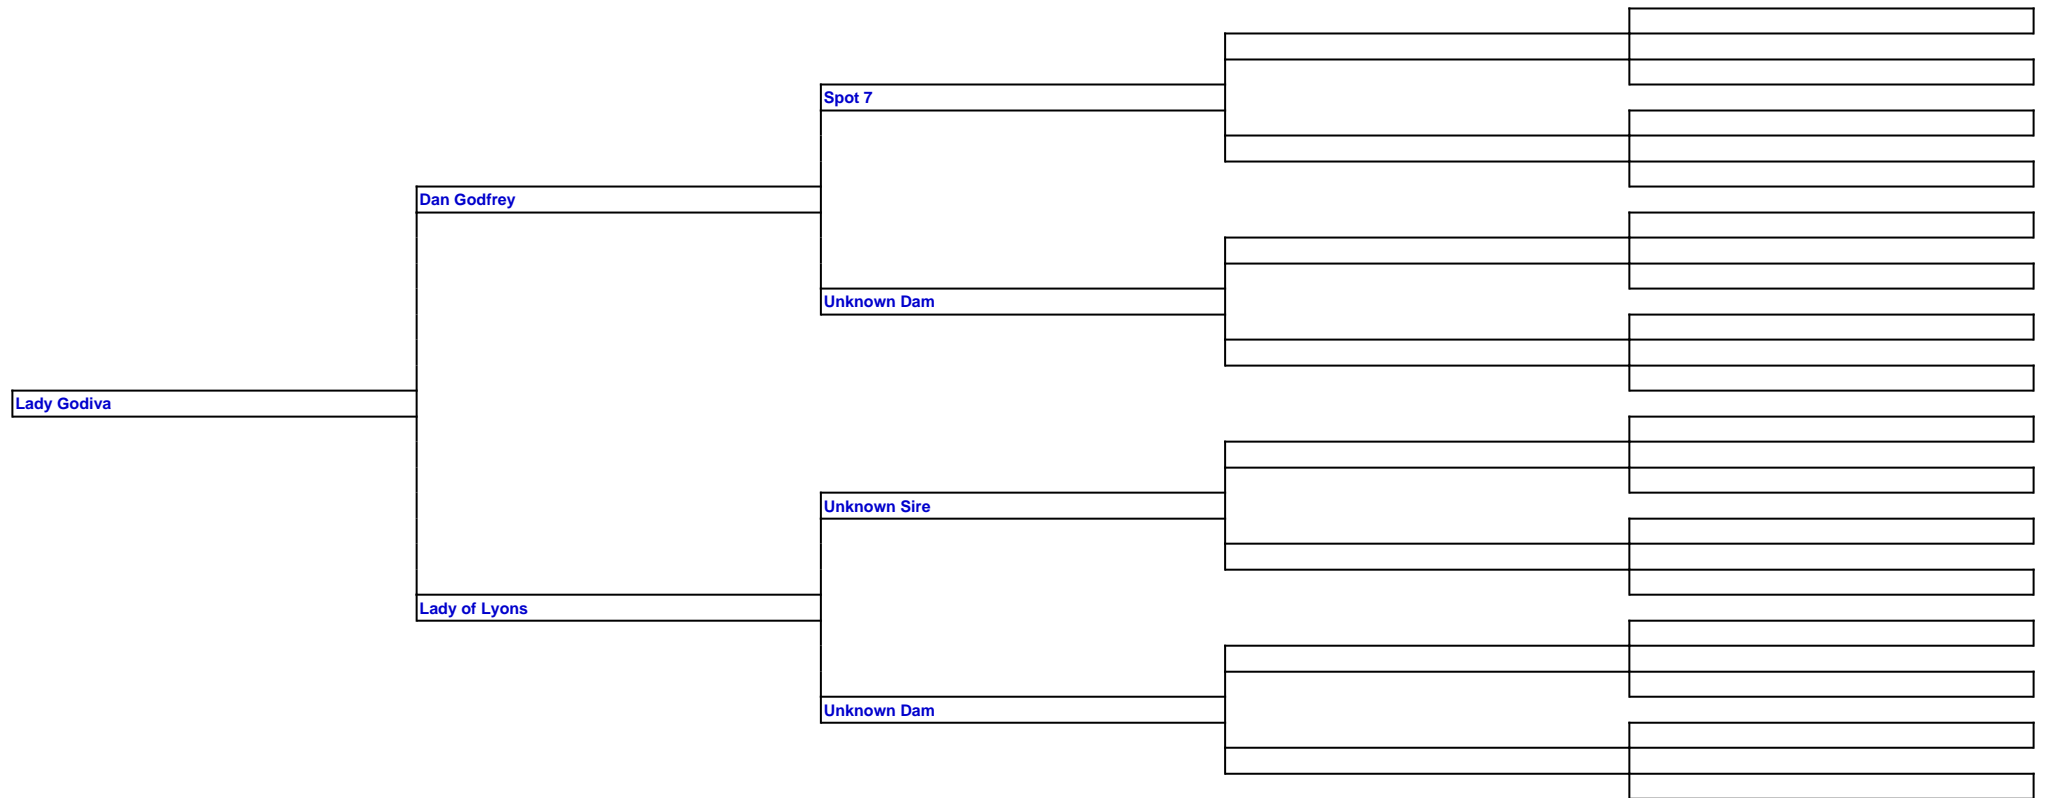 Spot 7
Dan Godfrey
Unknown Dam
Lady Godiva
Unknown Sire
Lady of Lyons
Unknown Dam